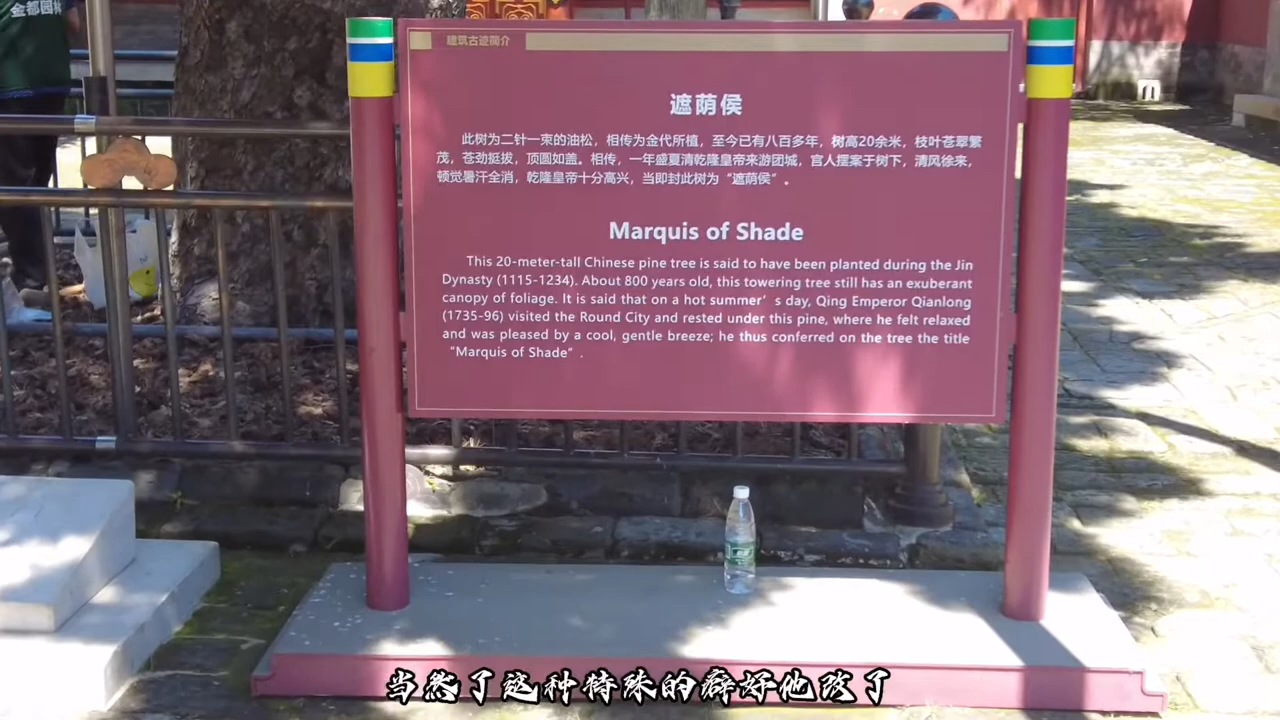 金都园林
建筑古迹简介
遮荫侯
此树为二针一束的油松，相传为金代所植，至今已有八百多年，树高20余米，枝叶苍翠繁
茂，苍劲挺拔，顶圆如盖。相传，一年盛夏清乾隆皇帝来游团城，宫人摆案于树下，清风徐来，
顿觉暑汗全消，乾隆皇帝十分高兴，当即封此树为“遮荫侯”。
Marquis of Shade
This 20-meter-tall Chinese pine tree is said to have been planted during the Jin
Dynasty (1115-1234). About 800 years old, this towering tree still has an exuberant
canopy of foliage. It is said that on a hot summer’s day, Qing Emperor Qianlong
(1735-96) visited the Round City and rested under this pine, where he felt relaxed
and was pleased by a cool, gentle breeze; he thus conferred on the tree the title
“Marquis of Shade”.
当然了这种特殊的癖好他改了